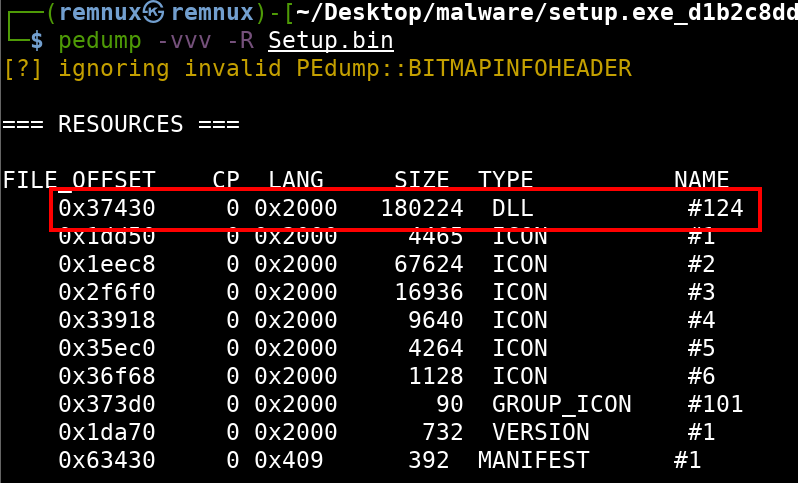 ┌──(remnux㉿remnux)-[~/Desktop/malware/setup.exe_d1b2c8dd
└─$ pedump -vvv -R Setup.bin
[?] ignoring invalid PEdump::BITMAPINFOHEADER
=== RESOURCES ===
FILE_OFFSET    CP  LANG     SIZE  TYPE          NAME
0x37430     0 0x2000   180224  DLL           #124
0x1dd50     0 0x2000     4465  ICON          #1
0x1eec8     0 0x2000    67624  ICON          #2
0x2f6f0     0 0x2000    16936  ICON          #3
0x33918     0 0x2000     9640  ICON          #4
0x35ec0     0 0x2000     4264  ICON          #5
0x36f68     0 0x2000     1128  ICON          #6
0x373d0     0 0x2000       90  GROUP_ICON    #101
0x1da70     0 0x2000      732  VERSION       #1
0x63430     0 0x409      392  MANIFEST      #1